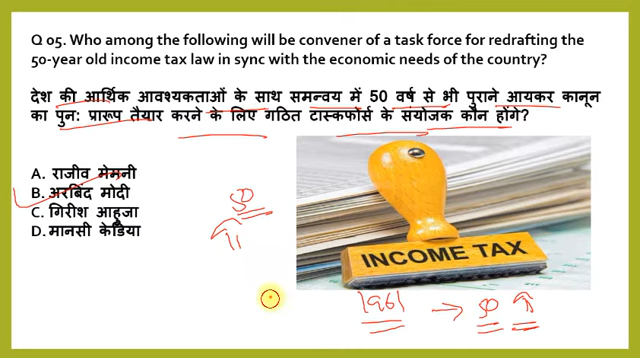 Q 05. Who among the following will be convener of a task force for redrafting the
50-year old income tax law in sync with the economic needs of the country?
देश की आर्थिक आवश्यकताओं के साथ समन्वय में 50 वर्ष से भी पुराने आयकर कानून
का पुन: प्रारूप तैयार करने के लिए गठित टास्कफोर्स के संयोजक कौन होंगे?
A. राजीव मेमनी
B. अरबिंद मोदी
C. गिरीश आहूजा
D. मानसी केडिया
50
INCOME TAX
1961 → 50